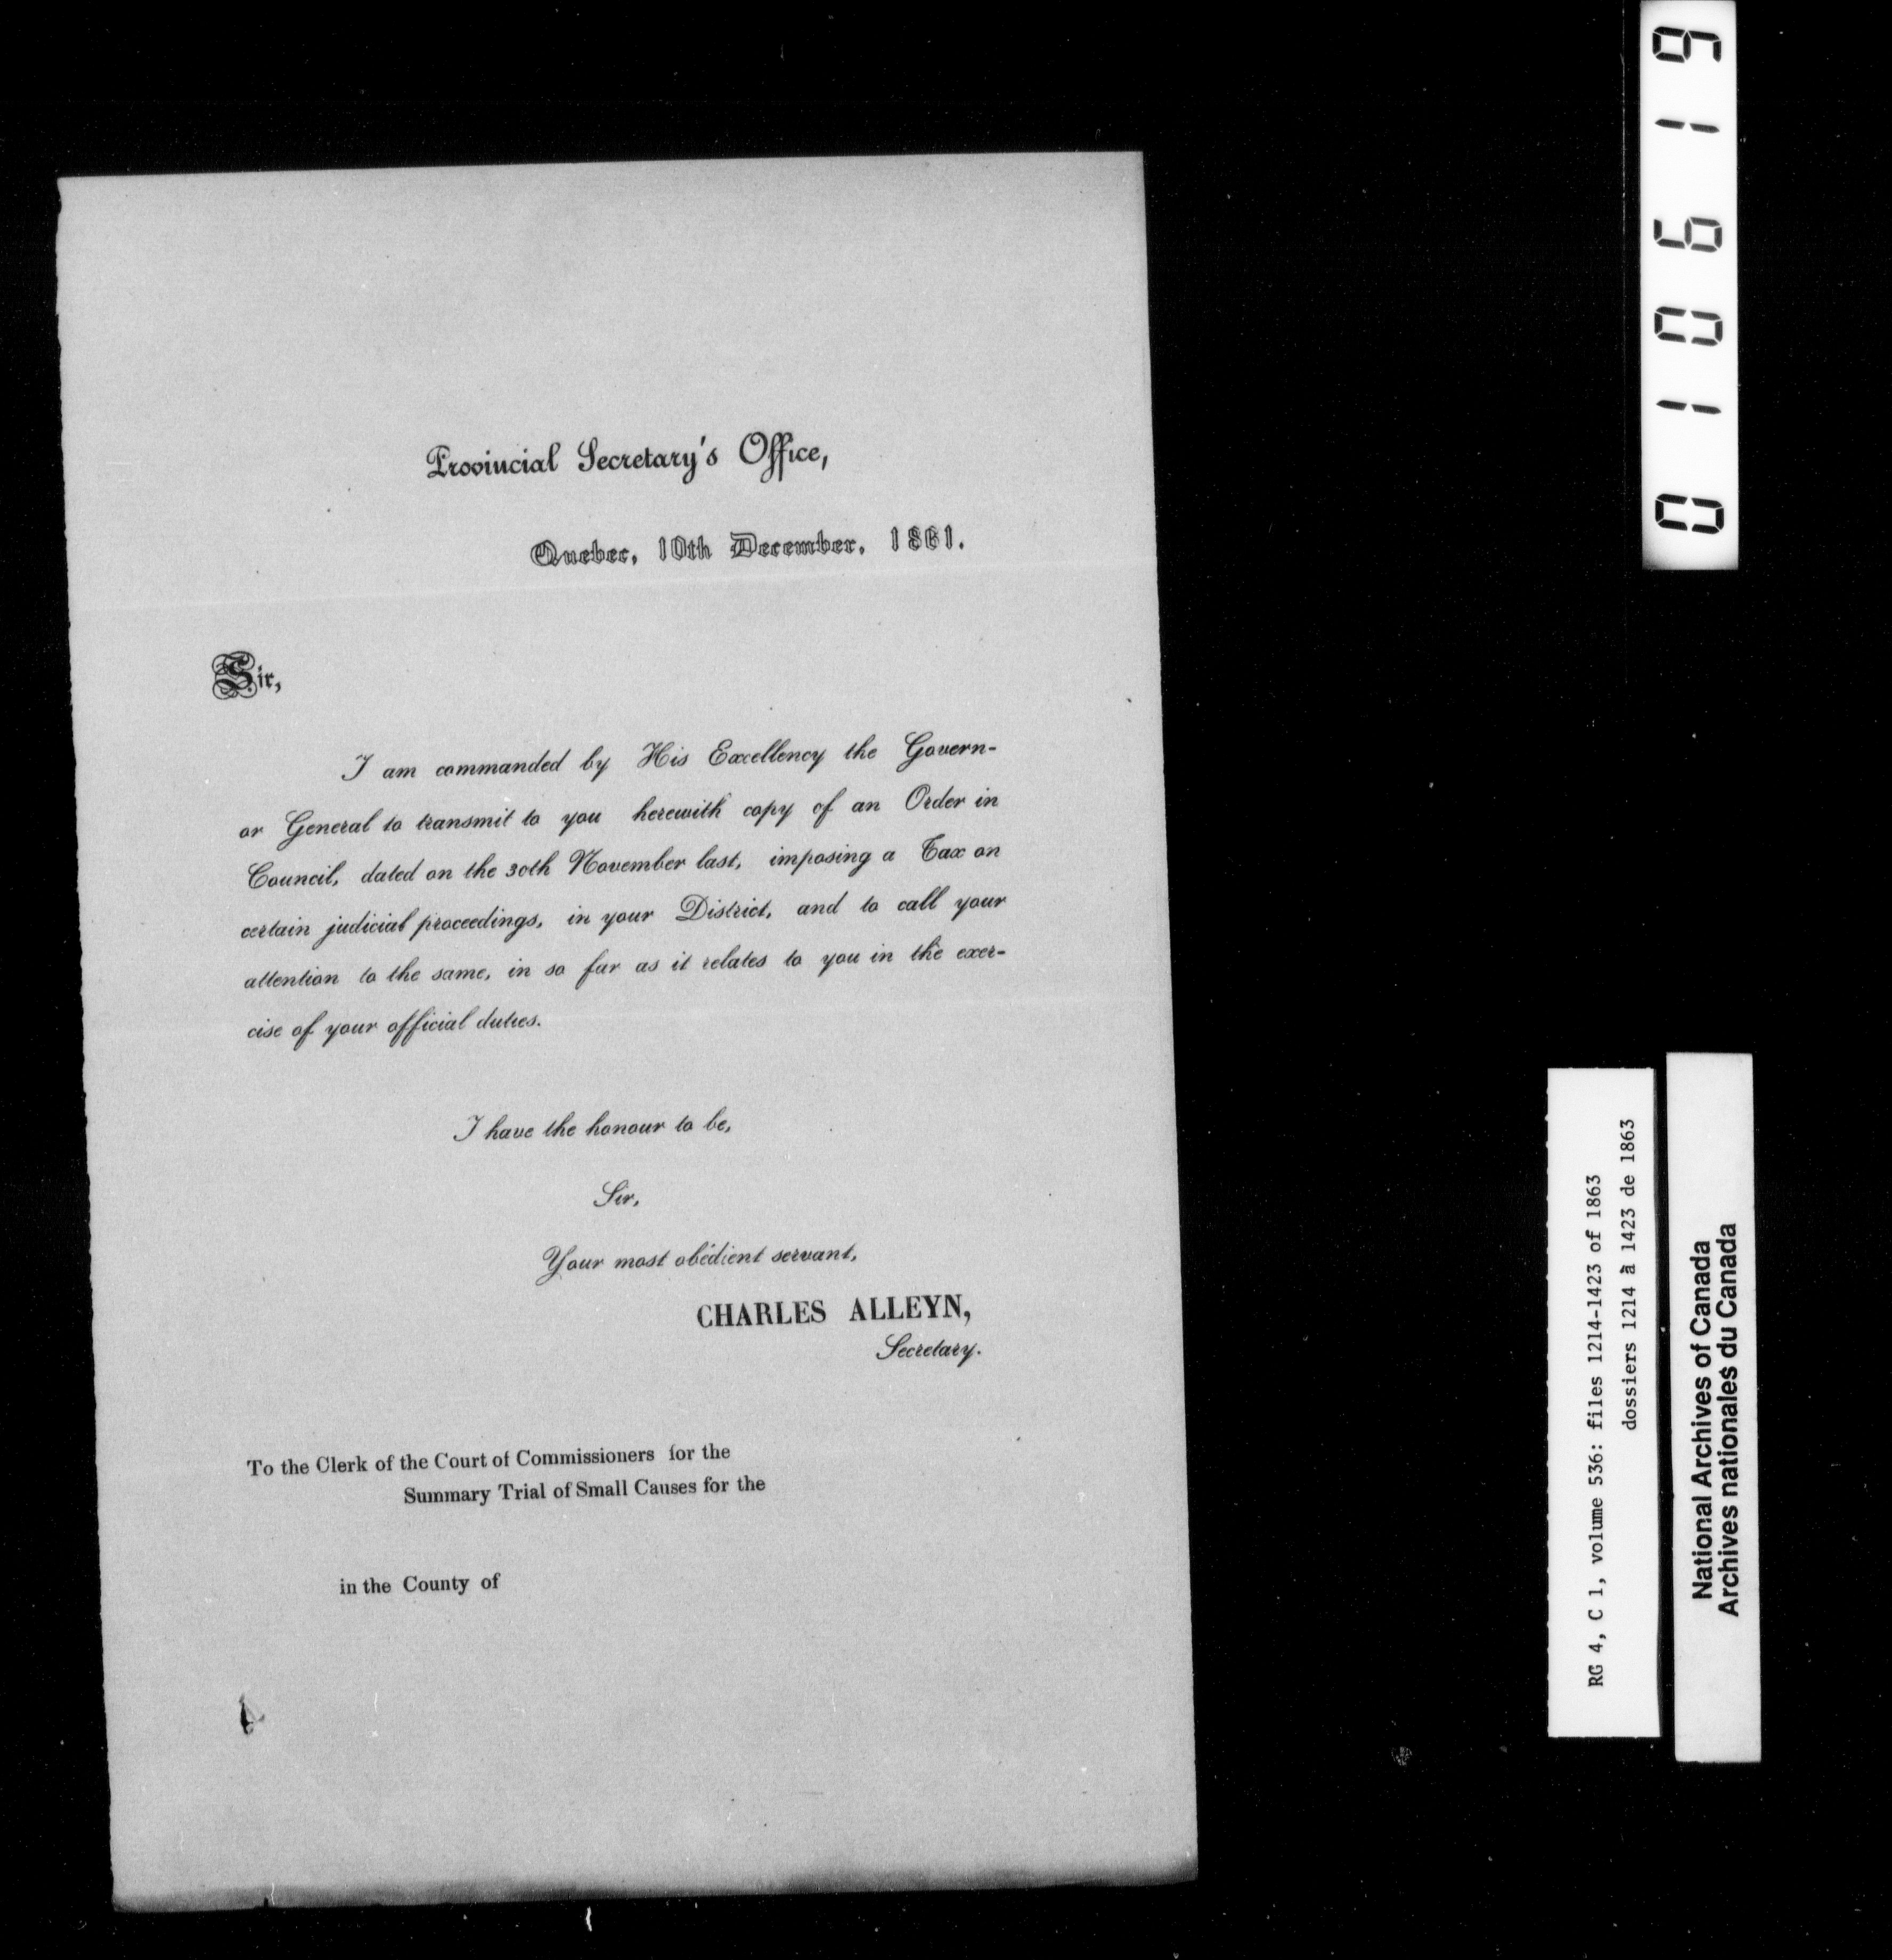 Provincial Secretary's Office,
Quebec, 10th December, 1861.
Sir,
I am commanded by His Excellency the Govern-
or General to transmit to you herewith copy of an Order in
Council, dated on the 30th November last, imposing a Tax on
certain judicial proceedings, in your District, and to call your
attention to the same, in so far as it relates to you in the exer-
cise of your official duties.
I have the honour to be,
Sir,
Your most obedient servant,
CHARLES ALLEYN,
Secretary.
To the Clerk of the Court of Commissioners for the
Summary Trial of Small Causes for the
in the County of
010619
RG 4, C 1, volume 536: files 1214-1423 of 1863
dossiers 1214 à 1423 de 1863
National Archives of Canada
Archives nationales du Canada